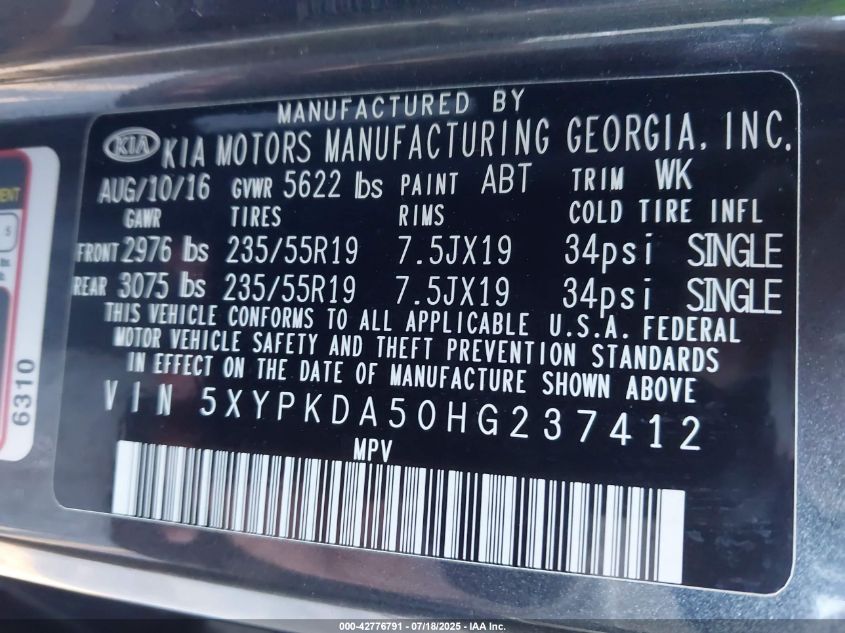 MANUFACTURED BY
KIA KIA MOTORS MANUFACTURING GEORGIA, INC.
AUG/10/16 GVWR 5622 lbs PAINT ABT TRIM WK
GAWR TIRES RIMS COLD TIRE INFL
FRONT 2976 lbs 235/55R19 7.5JX19 34psi SINGLE
REAR 3075 lbs 235/55R19 7.5JX19 34psi SINGLE
THIS VEHICLE CONFORMS TO ALL APPLICABLE U.S.A. FEDERAL
MOTOR VEHICLE SAFETY AND THEFT PREVENTION STANDARDS
IN EFFECT ON THE DATE OF MANUFACTURE SHOWN ABOVE
VIN 5XYPKDA50HG237412
MPV
5
6310
000-42776791 - 07/18/2025 - IAA Inc.